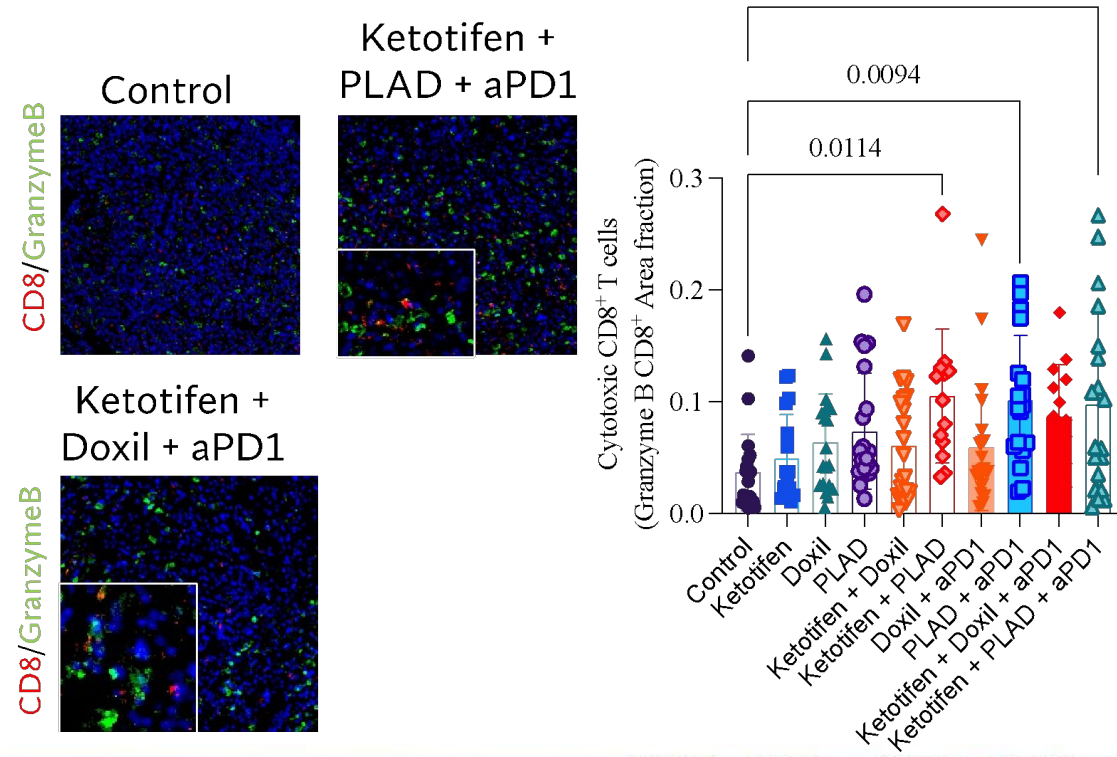 Control
Ketotifen +
PLAD + aPD1
CD8/GranzymeB
Ketotifen +
Doxil + aPD1
CD8/GranzymeB
0.0094
0.0114
Cytotoxic CD8⁺ T cells
(Granzyme B CD8⁺ Area fraction)
0.3
0.2
0.1
0.0
Control
Ketotifen
Doxil
PLAD
Ketotifen + Doxil
Ketotifen + PLAD
Doxil + aPD1
PLAD + aPD1
Ketotifen + Doxil + aPD1
Ketotifen + PLAD + aPD1